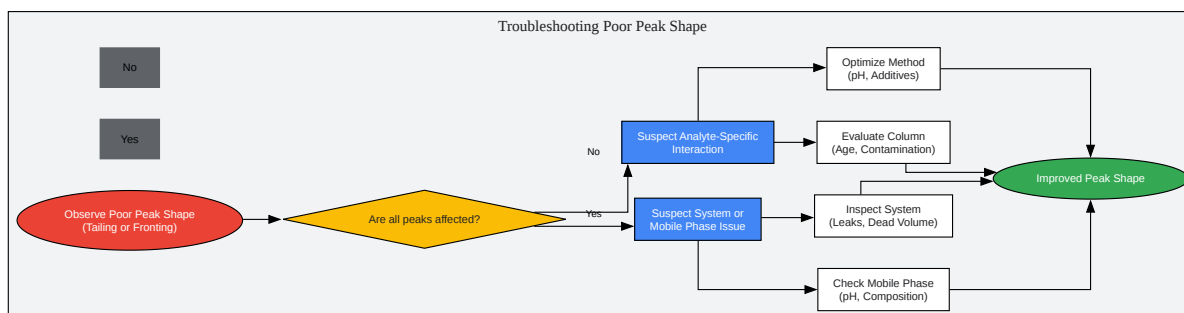 Troubleshooting Poor Peak Shape
No
Yes
Observe Poor Peak Shape
(Tailing or Fronting)
Are all peaks affected?
No
Yes
Suspect Analyte-Specific
Interaction
Suspect System or
Mobile Phase Issue
Optimize Method
(pH, Additives)
Evaluate Column
(Age, Contamination)
Inspect System
(Leaks, Dead Volume)
Check Mobile Phase
(pH, Composition)
Improved Peak Shape